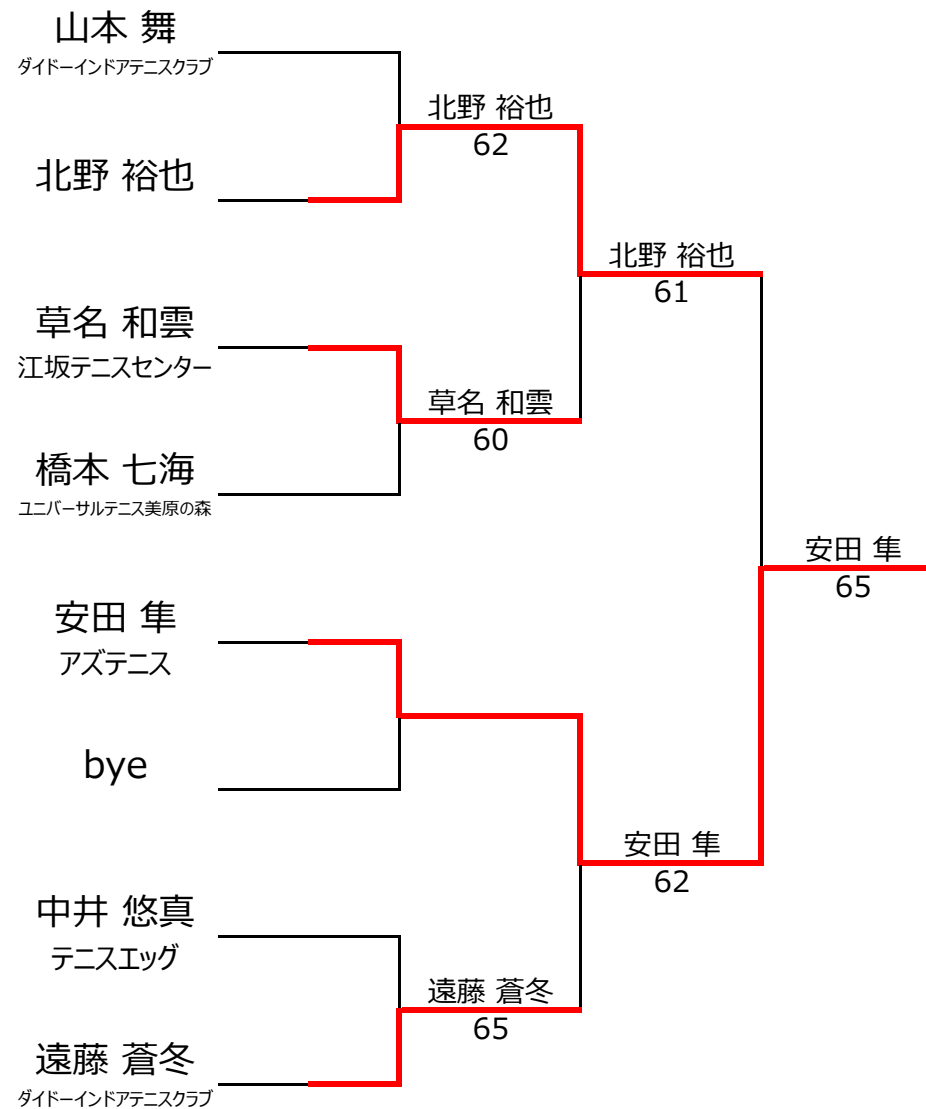 山本 舞
ダイドーインドアテニスクラブ
北野 裕也
62
北野 裕也
北野 裕也
61
草名 和雲
江坂テニスセンター
草名 和雲
60
橋本 七海
ユニバーサルテニス美原の森
安田 隼
65
安田 隼
アズテニス
bye
安田 隼
62
中井 悠真
テニスエッグ
遠藤 蒼冬
65
遠藤 蒼冬
ダイドーインドアテニスクラブ